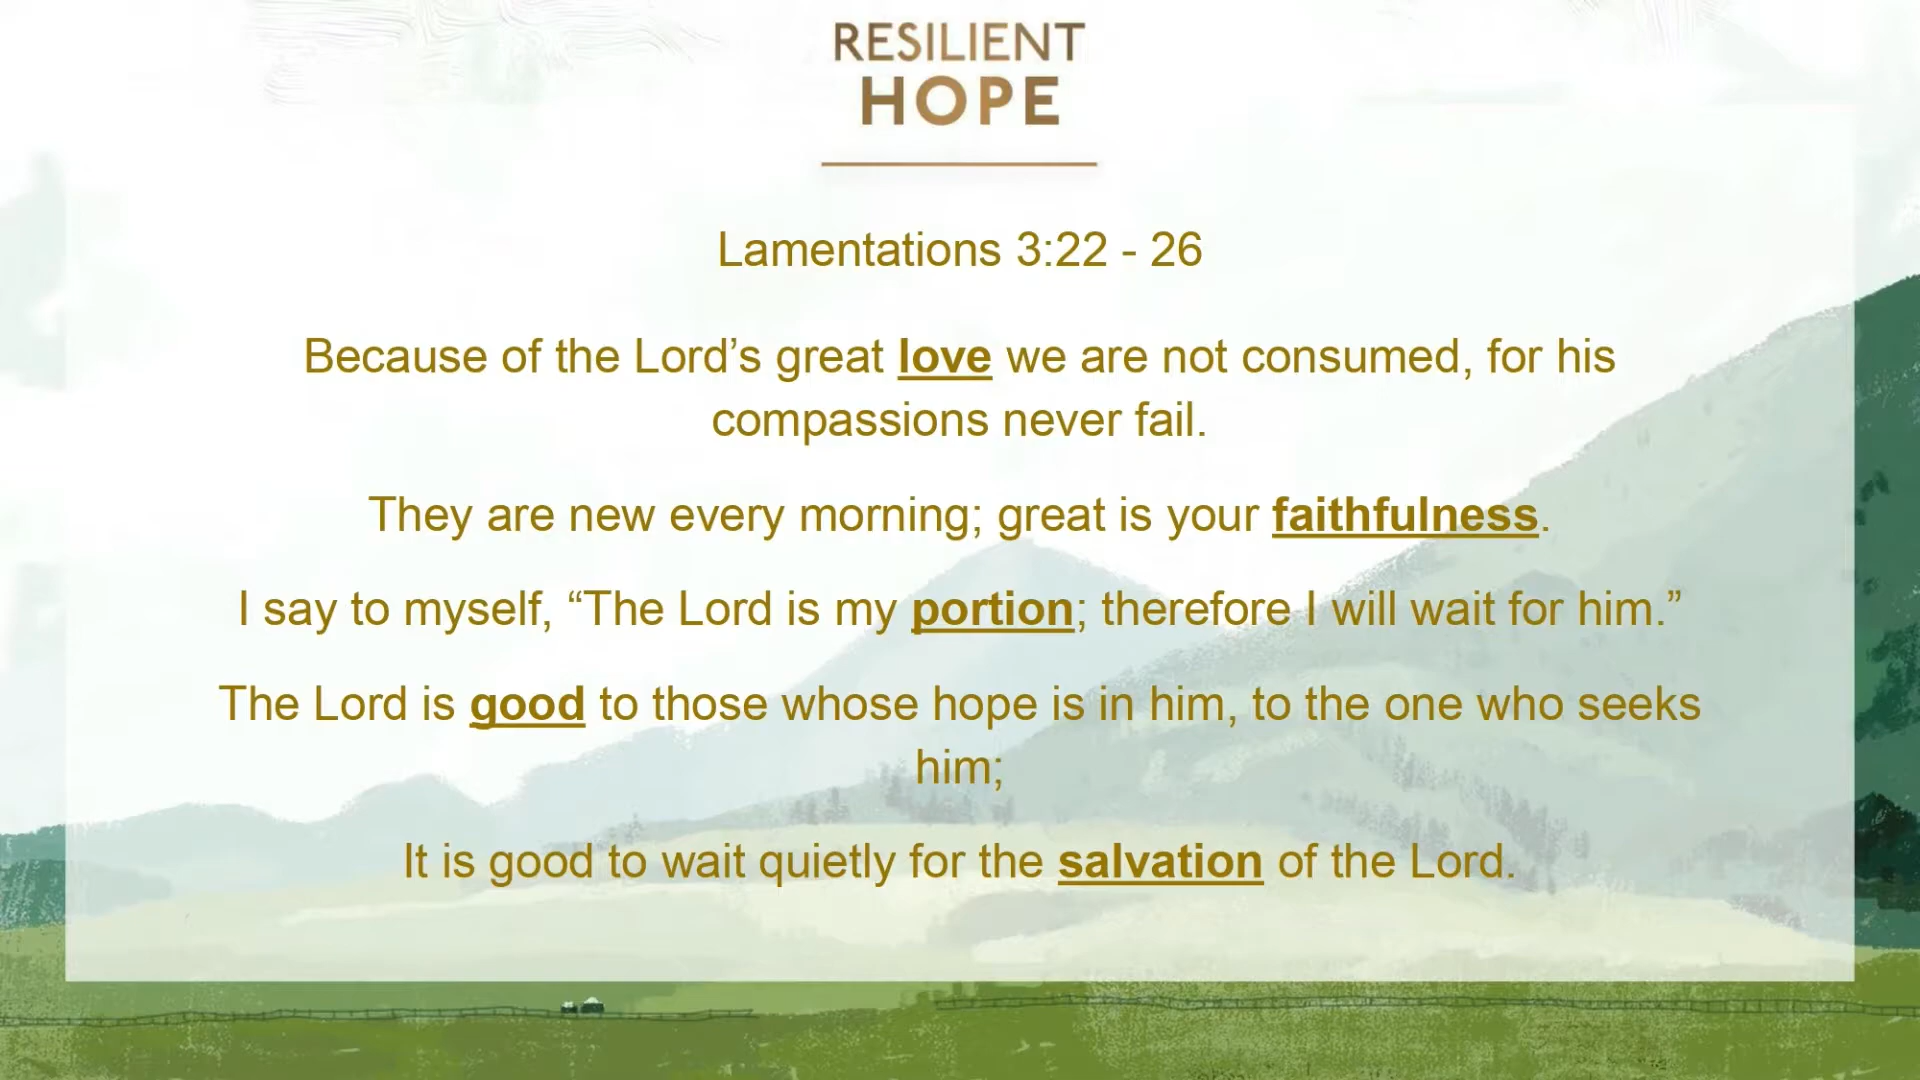 RESILIENT
HOPE
Lamentations 3:22 - 26
Because of the Lord’s great love we are not consumed, for his
compassions never fail.
They are new every morning; great is your faithfulness.
I say to myself, “The Lord is my portion; therefore I will wait for him.”
The Lord is good to those whose hope is in him, to the one who seeks
him;
It is good to wait quietly for the salvation of the Lord.